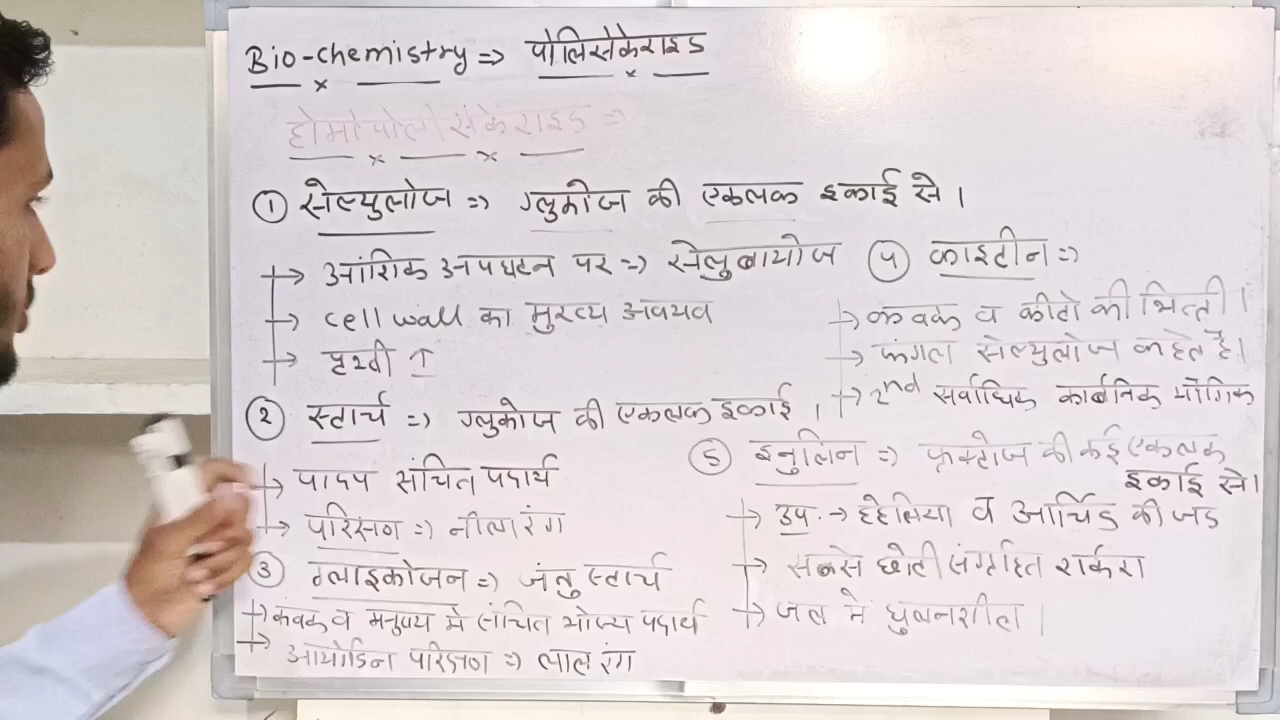 Bio-chemistry ⇒ पोलिसेकेराइड
होमोपोलीसेकेराइड ⇒
① सेल्युलोज ⇒ ग्लुकोज की एकलक इकाई से ।
→ आंशिक अपघटन पर ⇒ सेलुबायोज
→ cell wall का मुख्य अवयव
→ पृथ्वी ↑
② स्टार्च ⇒ ग्लुकोज की एकलक इकाई ।
→ पादप संचित पदार्थ
→ परिक्षण ⇒ नीला रंग
③ ग्लाइकोजन ⇒ जंतु स्टार्च
→ कवक व मनुष्य मे संचित भोज्य पदार्थ
→ आयोडिन परिक्षण ⇒ लाल रंग
④ काइटीन ⇒
→ कवक व कीटो की भित्ती ।
→ फंगल सेल्युलोज कहते है।
→ 2nd सर्वाधिक कार्बनिक यौगिक
⑤ इनुलिन ⇒ फ्रक्टोज की कई एकलक
इकाई से।
→ उप. → डहेलिया व आर्चिड की जड
→ सबसे छोटी संग्रहित शर्करा
→ जल मे घुलनशील ।